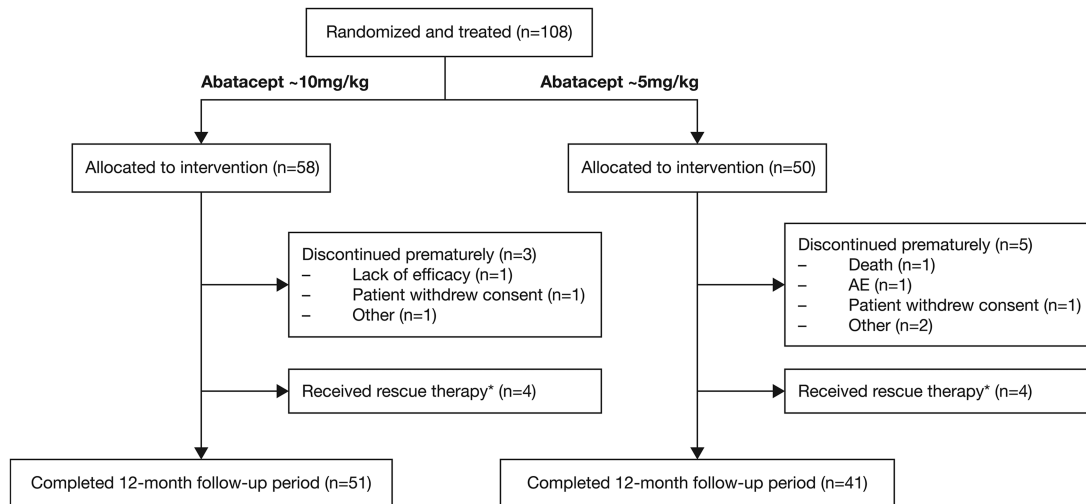 Randomized and treated (n=108)
Abatacept ~10mg/kg
Abatacept ~5mg/kg
Allocated to intervention (n=58)
Allocated to intervention (n=50)
Discontinued prematurely (n=3)
– Lack of efficacy (n=1)
– Patient withdrew consent (n=1)
– Other (n=1)
Discontinued prematurely (n=5)
– Death (n=1)
– AE (n=1)
– Patient withdrew consent (n=1)
– Other (n=2)
Received rescue therapy* (n=4)
Received rescue therapy* (n=4)
Completed 12-month follow-up period (n=51)
Completed 12-month follow-up period (n=41)